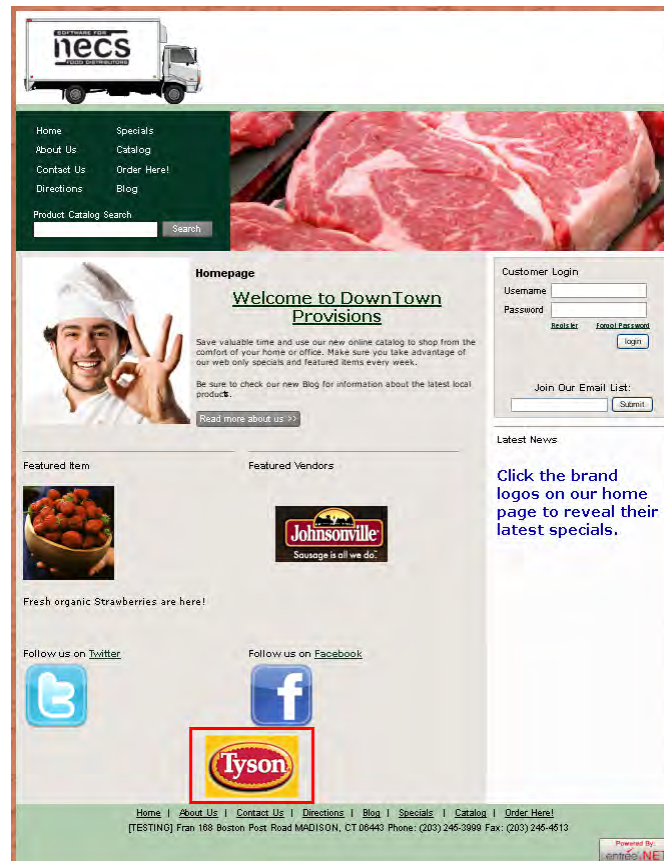 SOFTWARE FOR
necs
FOOD DISTRIBUTORS
Home
Specials
About Us
Catalog
Contact Us
Order Here!
Directions
Blog
Product Catalog Search
Search
Homepage
Welcome to DownTown
Provisions
Save valuable time and use our new online catalog to shop from the
comfort of your home or office. Make sure you take advantage of
our web only specials and featured items every week.
Be sure to check our new Blog for information about the latest local
products.
Read more about us >>
Customer Login
Username
Password
Register
Forgot Password
login
Join Our Email List:
Submit
Latest News
Click the brand
logos on our home
page to reveal their
latest specials.
Featured Item
Featured Vendors
Johnsonville
Sausage is all we do.
Fresh organic Strawberries are here!
Follow us on Twitter
Follow us on Facebook
Tyson
Home | About Us | Contact Us | Directions | Blog | Specials | Catalog | Order Here!
[TESTING] Fran 168 Boston Post Road MADISON, CT 06443 Phone: (203) 245-3999 Fax: (203) 245-4513
Powered By:
entrée.NET